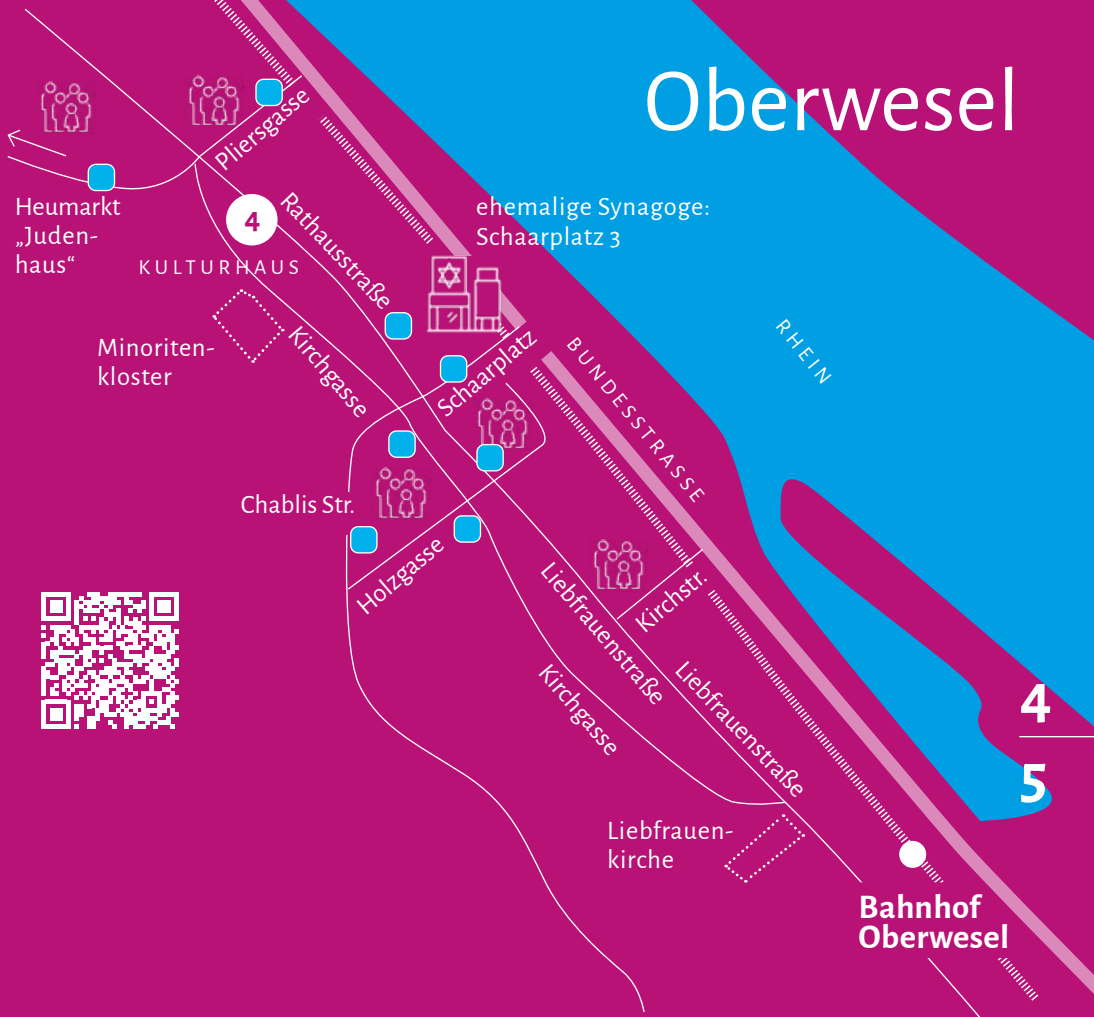 Oberwesel
Pliersgasse
Heumarkt
„Juden-
haus“
4
KULTURHAUS
Rathausstraße
ehemalige Synagoge:
Schaarplatz 3
Minoriten-
kloster
Kirchgasse
Schaarplatz
BUNDESSTRASSE
RHEIN
Chablis Str.
Holzgasse
Liebfrauenstraße
Kirchstr.
Kirchgasse
Liebfrauenstraße
4
5
Liebfrauen-
kirche
Bahnhof
Oberwesel